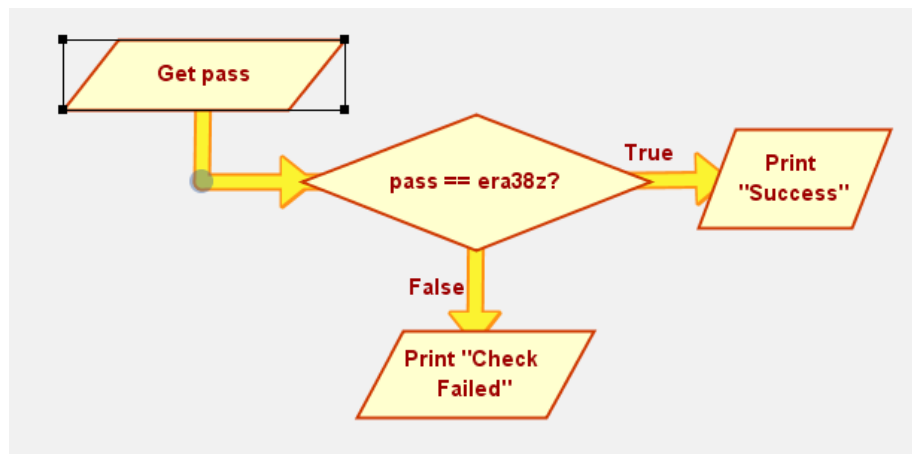 Get pass
pass == era38z?
True
Print
"Success"
False
Print "Check
Failed"